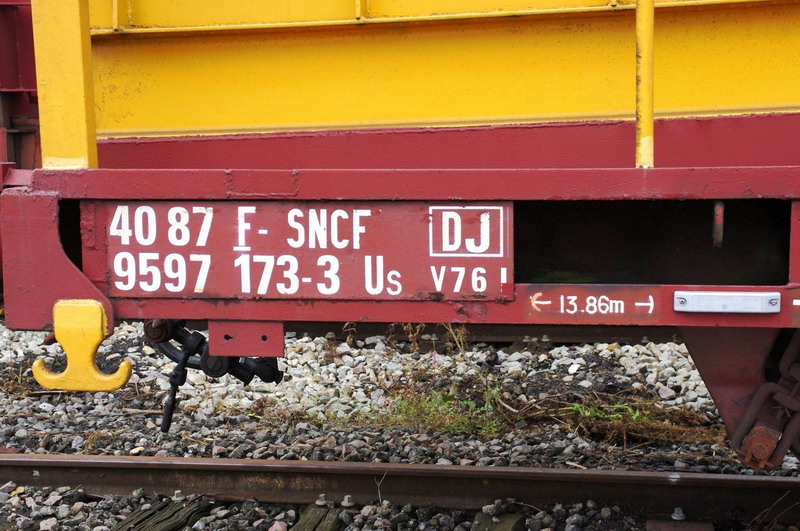 40 87 F- SNCF DJ
9597 173-3 Us V76
← 13.86m →